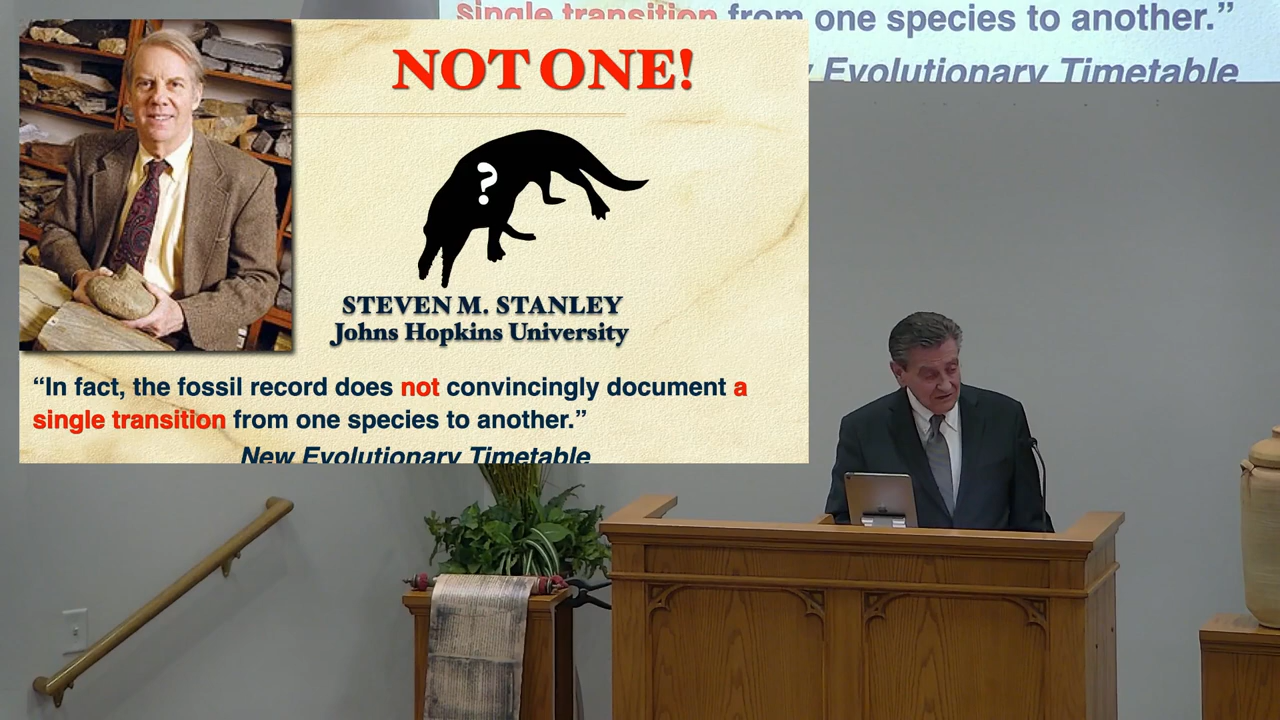 single transition from one species to another.”
Evolutionary Timetable
NOT ONE!
?
STEVEN M. STANLEY
Johns Hopkins University
“In fact, the fossil record does not convincingly document a
single transition from one species to another.”
New Evolutionary Timetable